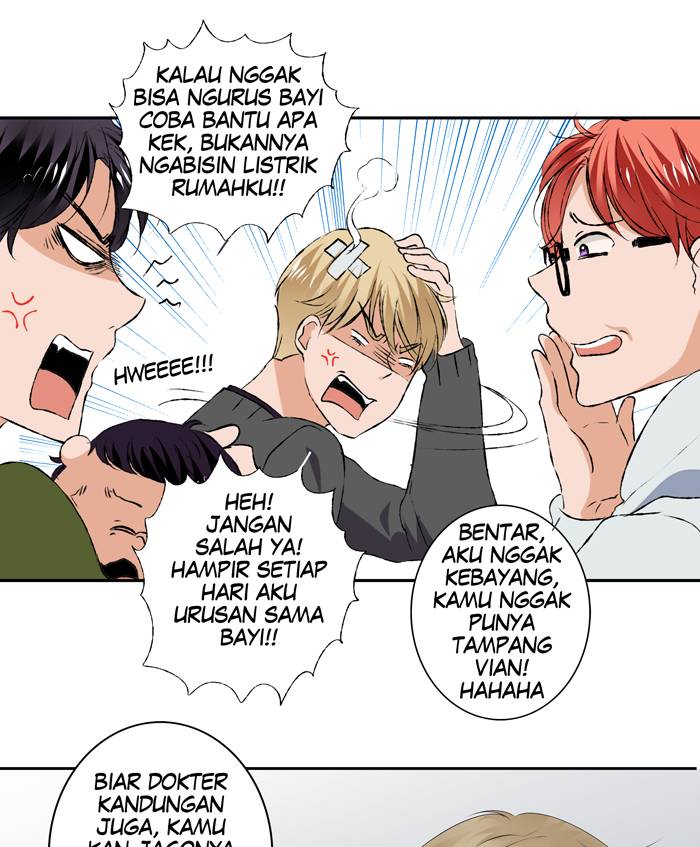 KALAU NGGAK
BISA NGURUS BAYI
COBA BANTU APA
KEK, BUKANNYA
NGABISIN LISTRIK
RUMAHKU!!
HWEEEE!!!
HEH!
JANGAN
SALAH YA!
HAMPIR SETIAP
HARI AKU
URUSAN SAMA
BAYI!!
BENTAR,
AKU NGGAK
KEBAYANG,
KAMU NGGAK
PUNYA
TAMPANG
VIAN!
HAHAHA
BIAR DOKTER
KANDUNGAN
JUGA, KAMU
KAN JAGONYA